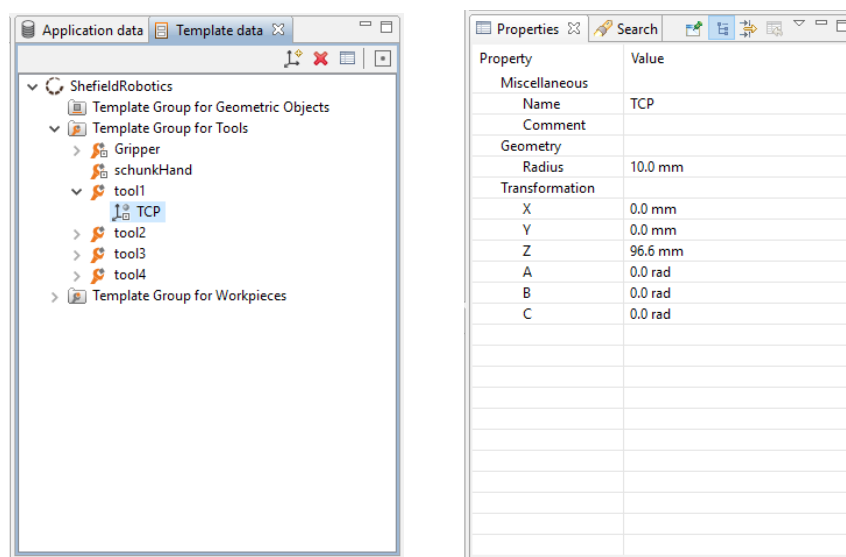 Application data Template data
ShefieldRobotics
Template Group for Geometric Objects
Template Group for Tools
Gripper
schunkHand
tool1
TCP
tool2
tool3
tool4
Template Group for Workpieces
Properties Search
Property Value
Miscellaneous
Name TCP
Comment
Geometry
Radius 10.0 mm
Transformation
X 0.0 mm
Y 0.0 mm
Z 96.6 mm
A 0.0 rad
B 0.0 rad
C 0.0 rad